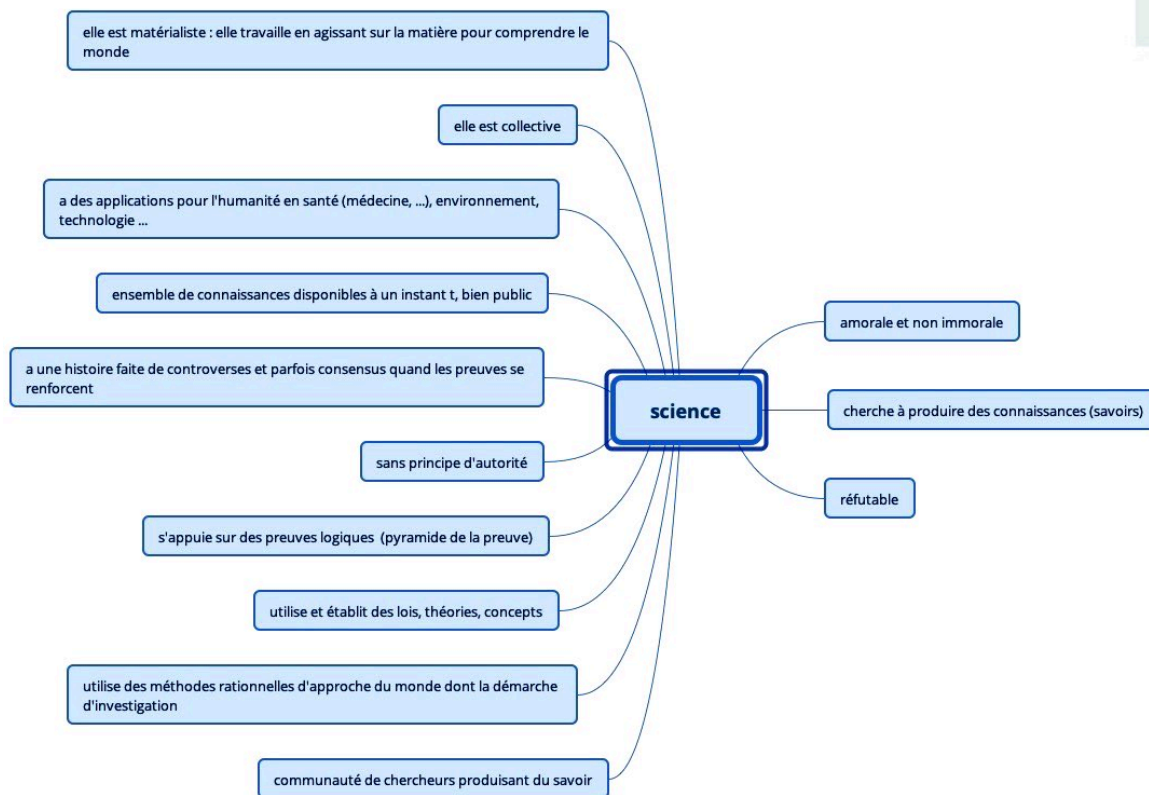 elle est matérialiste : elle travaille en agissant sur la matière pour comprendre le
monde
elle est collective
a des applications pour l'humanité en santé (médecine, ...), environnement,
technologie ...
ensemble de connaissances disponibles à un instant t, bien public
a une histoire faite de controverses et parfois consensus quand les preuves se
renforcent
sans principe d'autorité
s'appuie sur des preuves logiques (pyramide de la preuve)
utilise et établit des lois, théories, concepts
utilise des méthodes rationnelles d'approche du monde dont la démarche
d'investigation
communauté de chercheurs produisant du savoir
science
amorale et non immorale
cherche à produire des connaissances (savoirs)
réfutable